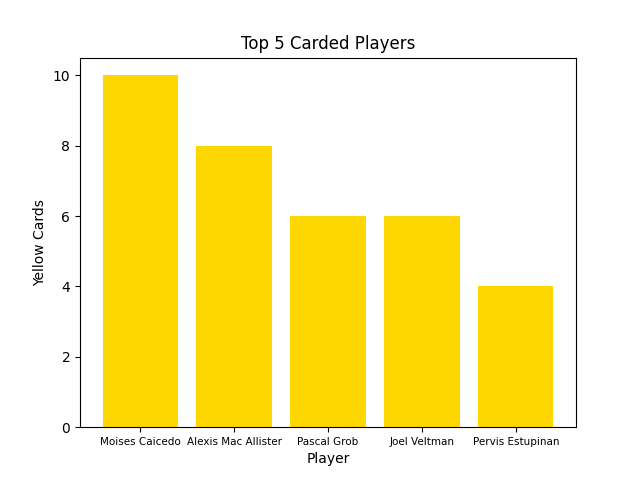 Top 5 Carded Players
Yellow Cards
10
8
6
4
2
0
Moises Caicedo Alexis Mac Allister Pascal Grob Joel Veltman Pervis Estupinan
Player